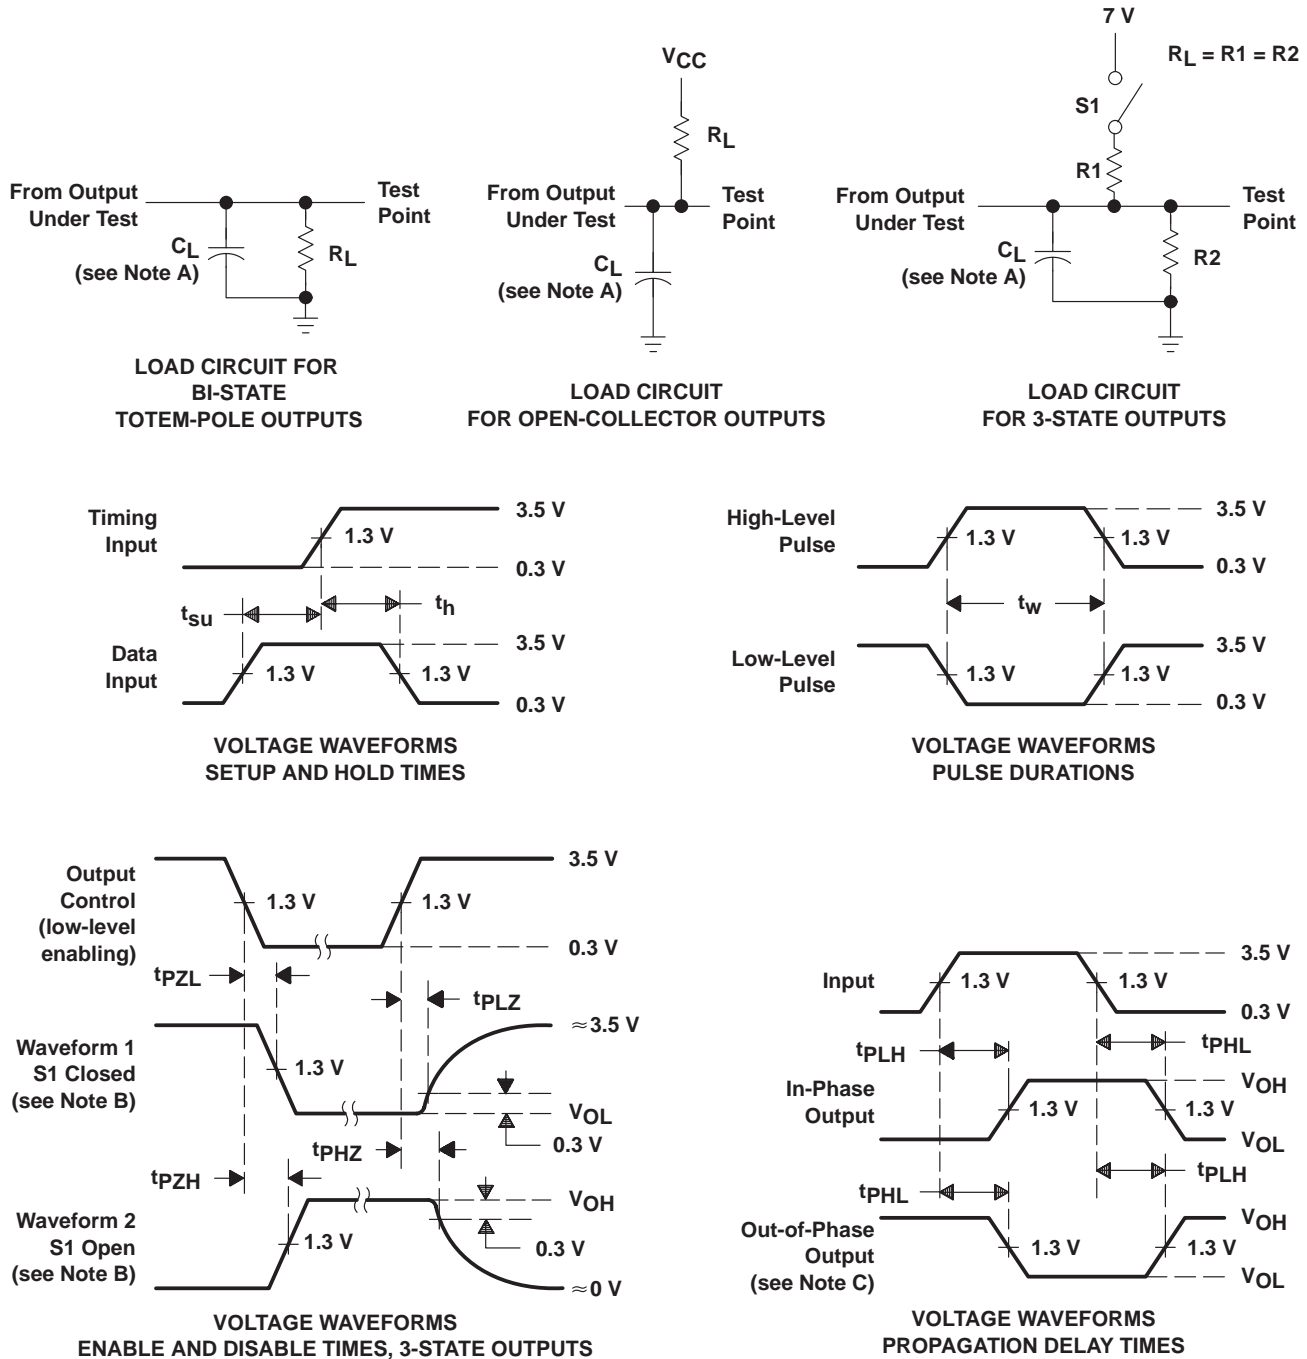 From Output
Under Test
Test
Point
CL
(see Note A)
RL
LOAD CIRCUIT FOR
BI-STATE
TOTEM-POLE OUTPUTS
VCC
RL
From Output
Under Test
Test
Point
CL
(see Note A)
LOAD CIRCUIT
FOR OPEN-COLLECTOR OUTPUTS
7 V
RL = R1 = R2
S1
R1
From Output
Under Test
Test
Point
CL
(see Note A)
R2
LOAD CIRCUIT
FOR 3-STATE OUTPUTS
Timing
Input
3.5 V
1.3 V
0.3 V
tsu
th
Data
Input
3.5 V
1.3 V
1.3 V
0.3 V
VOLTAGE WAVEFORMS
SETUP AND HOLD TIMES
High-Level
Pulse
3.5 V
1.3 V
1.3 V
0.3 V
tw
Low-Level
Pulse
3.5 V
1.3 V
1.3 V
0.3 V
VOLTAGE WAVEFORMS
PULSE DURATIONS
Output
Control
(low-level
enabling)
3.5 V
1.3 V
1.3 V
0.3 V
tPZL
tPLZ
Waveform 1
S1 Closed
(see Note B)
≈3.5 V
1.3 V
VOL
0.3 V
tPHZ
tPZH
Waveform 2
S1 Open
(see Note B)
VOH
1.3 V
0.3 V
≈0 V
VOLTAGE WAVEFORMS
ENABLE AND DISABLE TIMES, 3-STATE OUTPUTS
Input
3.5 V
1.3 V
1.3 V
0.3 V
tPLH
tPHL
In-Phase
Output
VOH
1.3 V
1.3 V
VOL
tPHL
tPLH
Out-of-Phase
Output
(see Note C)
VOH
1.3 V
1.3 V
VOL
VOLTAGE WAVEFORMS
PROPAGATION DELAY TIMES